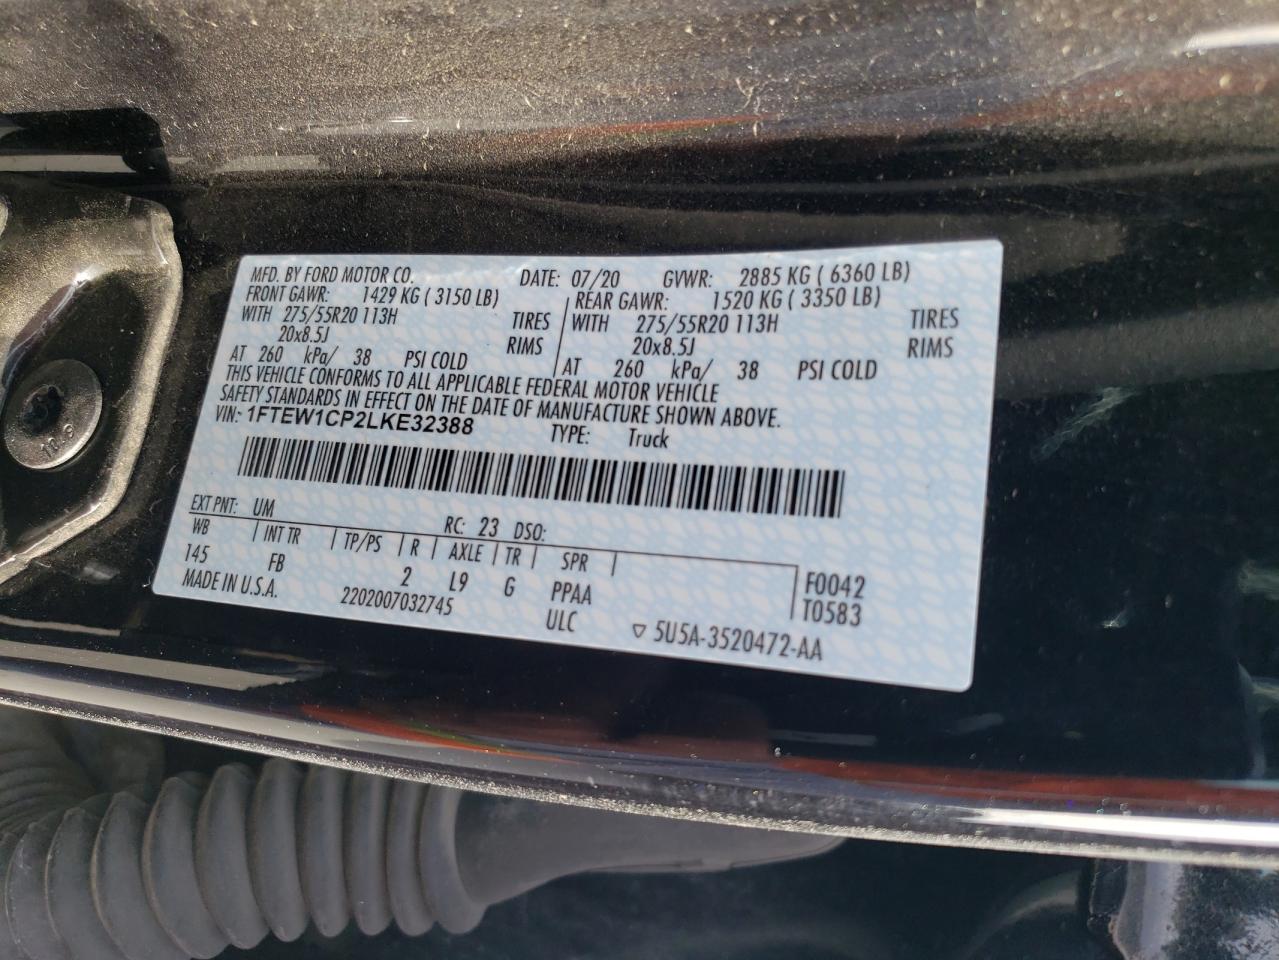 MFD. BY FORD MOTOR CO. DATE: 07/20 GVWR: 2885 KG ( 6360 LB)
FRONT GAWR: 1429 KG ( 3150 LB) REAR GAWR: 1520 KG ( 3350 LB)
WITH 275/55R20 113H TIRES WITH 275/55R20 113H TIRES
20x8.5J RIMS 20x8.5J RIMS
AT 260 kPa/ 38 PSI COLD AT 260 kPa/ 38 PSI COLD
THIS VEHICLE CONFORMS TO ALL APPLICABLE FEDERAL MOTOR VEHICLE
SAFETY STANDARDS IN EFFECT ON THE DATE OF MANUFACTURE SHOWN ABOVE.
VIN: 1FTEW1CP2LKE32388 TYPE: Truck
EXT PNT: UM RC: 23 DSO:
WB INT TR TP/PS R AXLE TR SPR
145 FB 2 L9 G PPAA F0042
MADE IN U.S.A. 2202007032745 ULC T0583
▽ 5U5A-3520472-AA
10.9